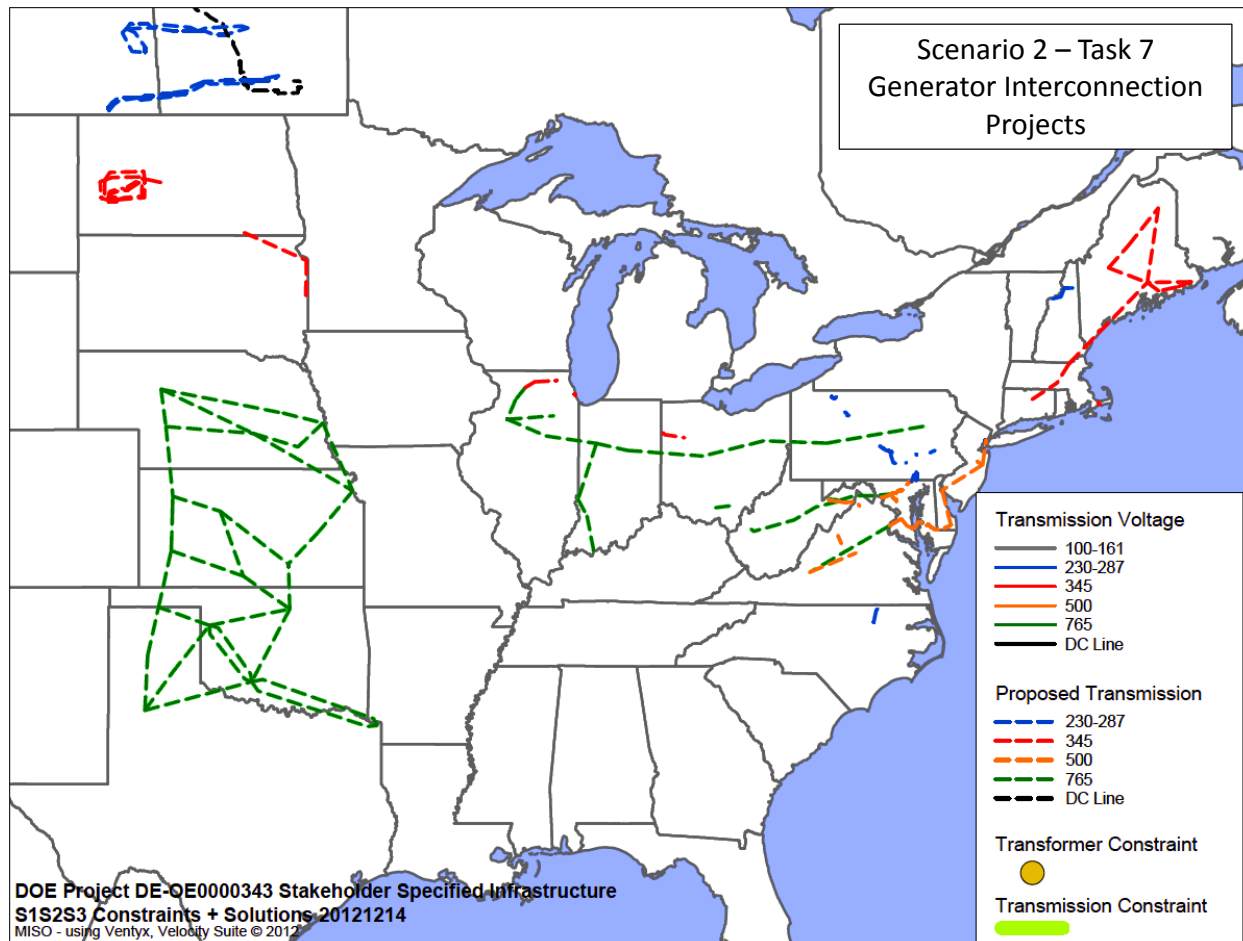 Scenario 2 – Task 7
Generator Interconnection
Projects
Transmission Voltage
100-161
230-287
345
500
765
DC Line
Proposed Transmission
230-287
345
500
765
DC Line
Transformer Constraint
Transmission Constraint
DOE Project DE-OE0000343 Stakeholder Specified Infrastructure
S1S2S3 Constraints + Solutions 20121214
MISO - using Ventyx, Velocity Suite © 2012